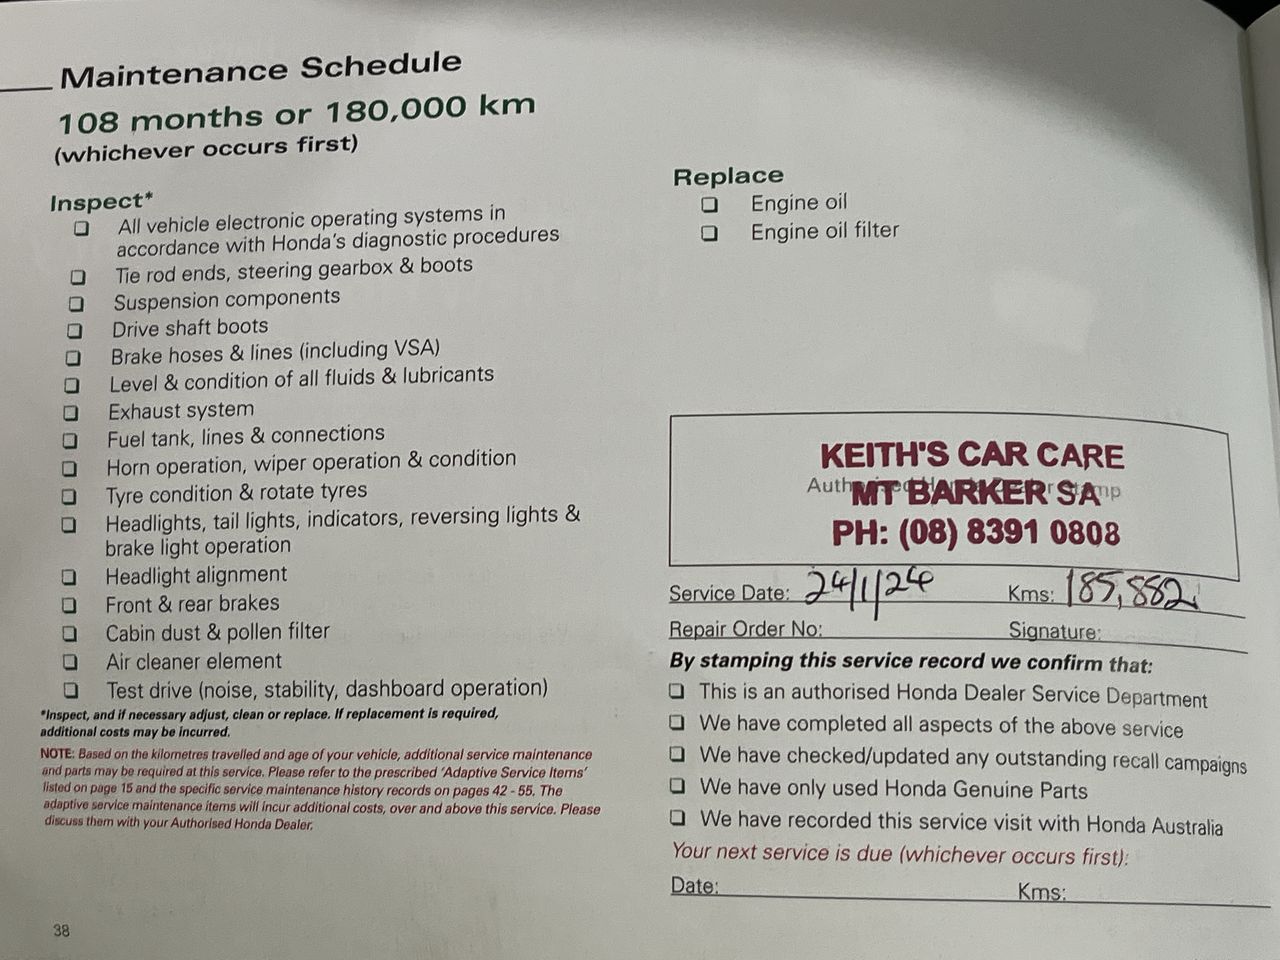 Maintenance Schedule
108 months or 180,000 km
(whichever occurs first)
Inspect*
All vehicle electronic operating systems in
accordance with Honda's diagnostic procedures
Tie rod ends, steering gearbox & boots
Suspension components
Drive shaft boots
Brake hoses & lines (including VSA)
Level & condition of all fluids & lubricants
Exhaust system
Fuel tank, lines & connections
Horn operation, wiper operation & condition
Tyre condition & rotate tyres
Headlights, tail lights, indicators, reversing lights &
brake light operation
Headlight alignment
Front & rear brakes
Cabin dust & pollen filter
Air cleaner element
Test drive (noise, stability, dashboard operation)
*Inspect, and if necessary adjust, clean or replace. If replacement is required,
additional costs may be incurred.
NOTE: Based on the kilometres travelled and age of your vehicle, additional service maintenance
and parts may be required at this service. Please refer to the prescribed 'Adaptive Service Items'
listed on page 15 and the specific service maintenance history records on pages 42 - 55. The
adaptive service maintenance items will incur additional costs, over and above this service. Please
discuss them with your Authorised Honda Dealer.
38
Replace
Engine oil
Engine oil filter
KEITH'S CAR CARE
MT BARKER SA
PH: (08) 8391 0808
Service Date: 24/1/24 Kms: 185,882
Repair Order No: Signature:
By stamping this service record we confirm that:
This is an authorised Honda Dealer Service Department
We have completed all aspects of the above service
We have checked/updated any outstanding recall campaigns
We have only used Honda Genuine Parts
We have recorded this service visit with Honda Australia
Your next service is due (whichever occurs first):
Date: Kms: